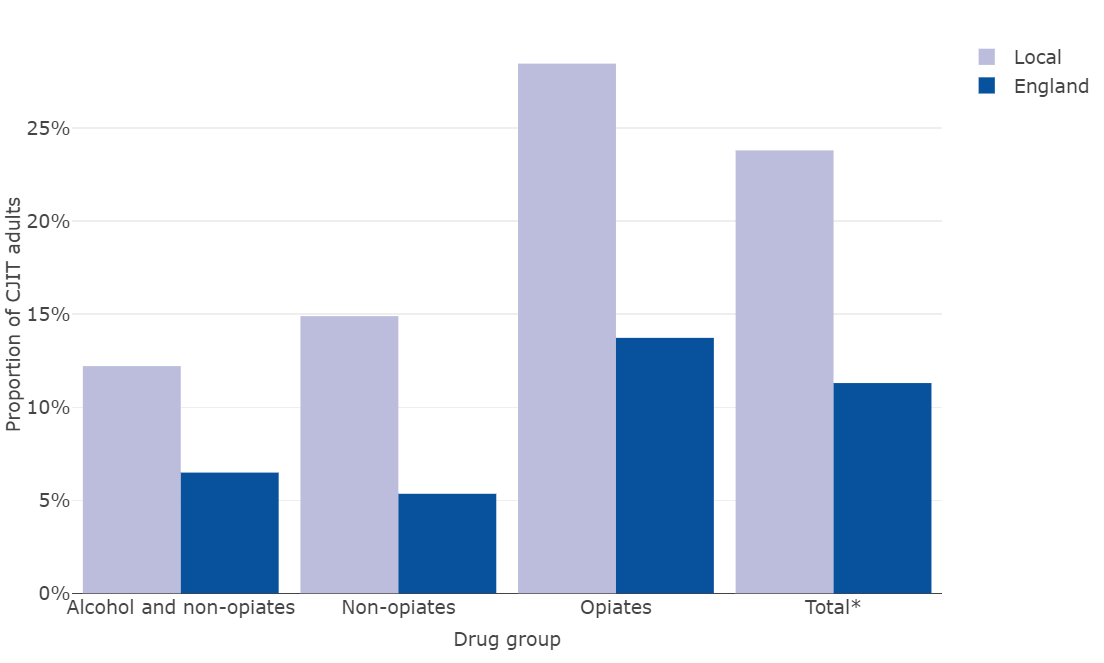 Local
England
Proportion of CJIT adults
25%
20%
15%
10%
5%
0%
Alcohol and non-opiates
Non-opiates
Opiates
Total*
Drug group